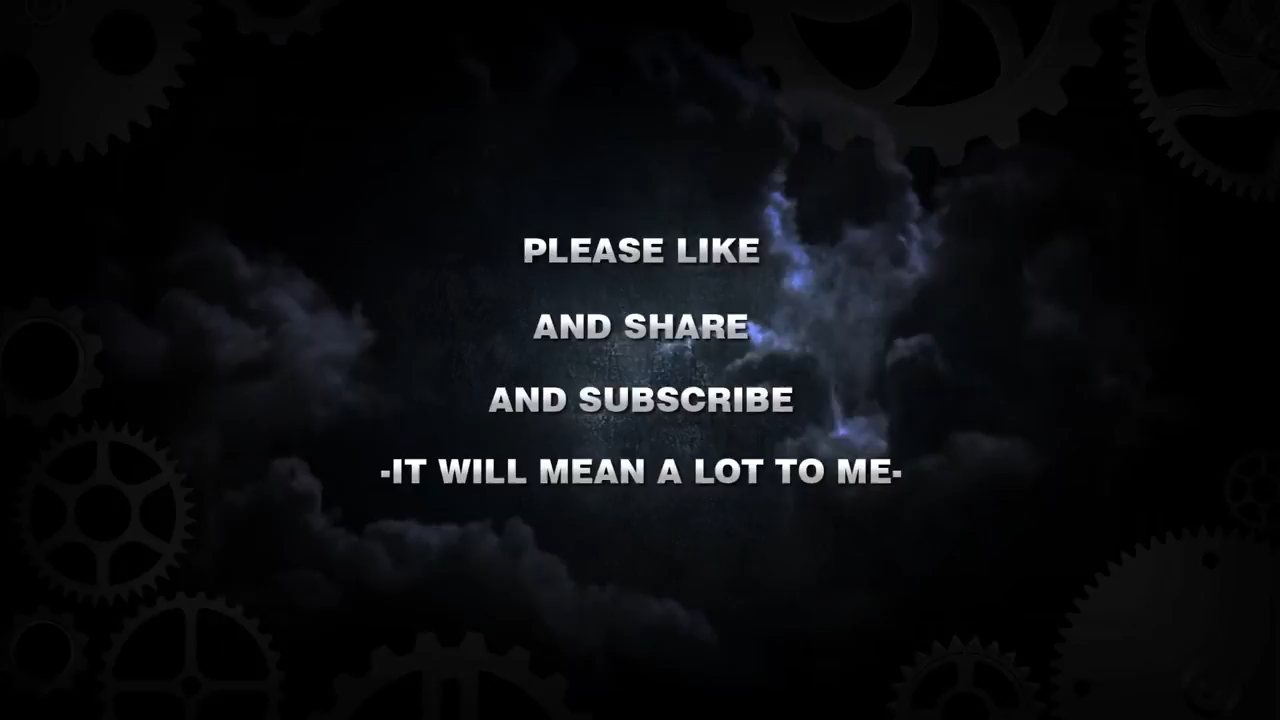 PLEASE LIKE
AND SHARE
AND SUBSCRIBE
-IT WILL MEAN A LOT TO ME-